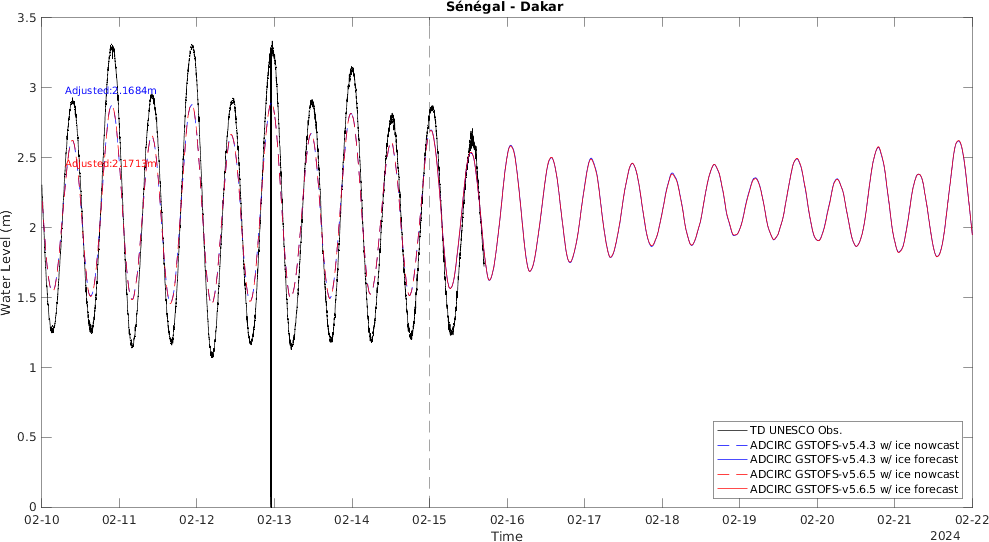 Sénégal - Dakar
3.5
3
2.5
2
1.5
1
0.5
0
Water Level (m)
Adjusted:2.1684m
Adjusted:2.1713m
TD UNESCO Obs.
ADCIRC GSTOFS-v5.4.3 w/ ice nowcast
ADCIRC GSTOFS-v5.4.3 w/ ice forecast
ADCIRC GSTOFS-v5.6.5 w/ ice nowcast
ADCIRC GSTOFS-v5.6.5 w/ ice forecast
02-10 02-11 02-12 02-13 02-14 02-15 02-16 02-17 02-18 02-19 02-20 02-21 02-22
Time
2024